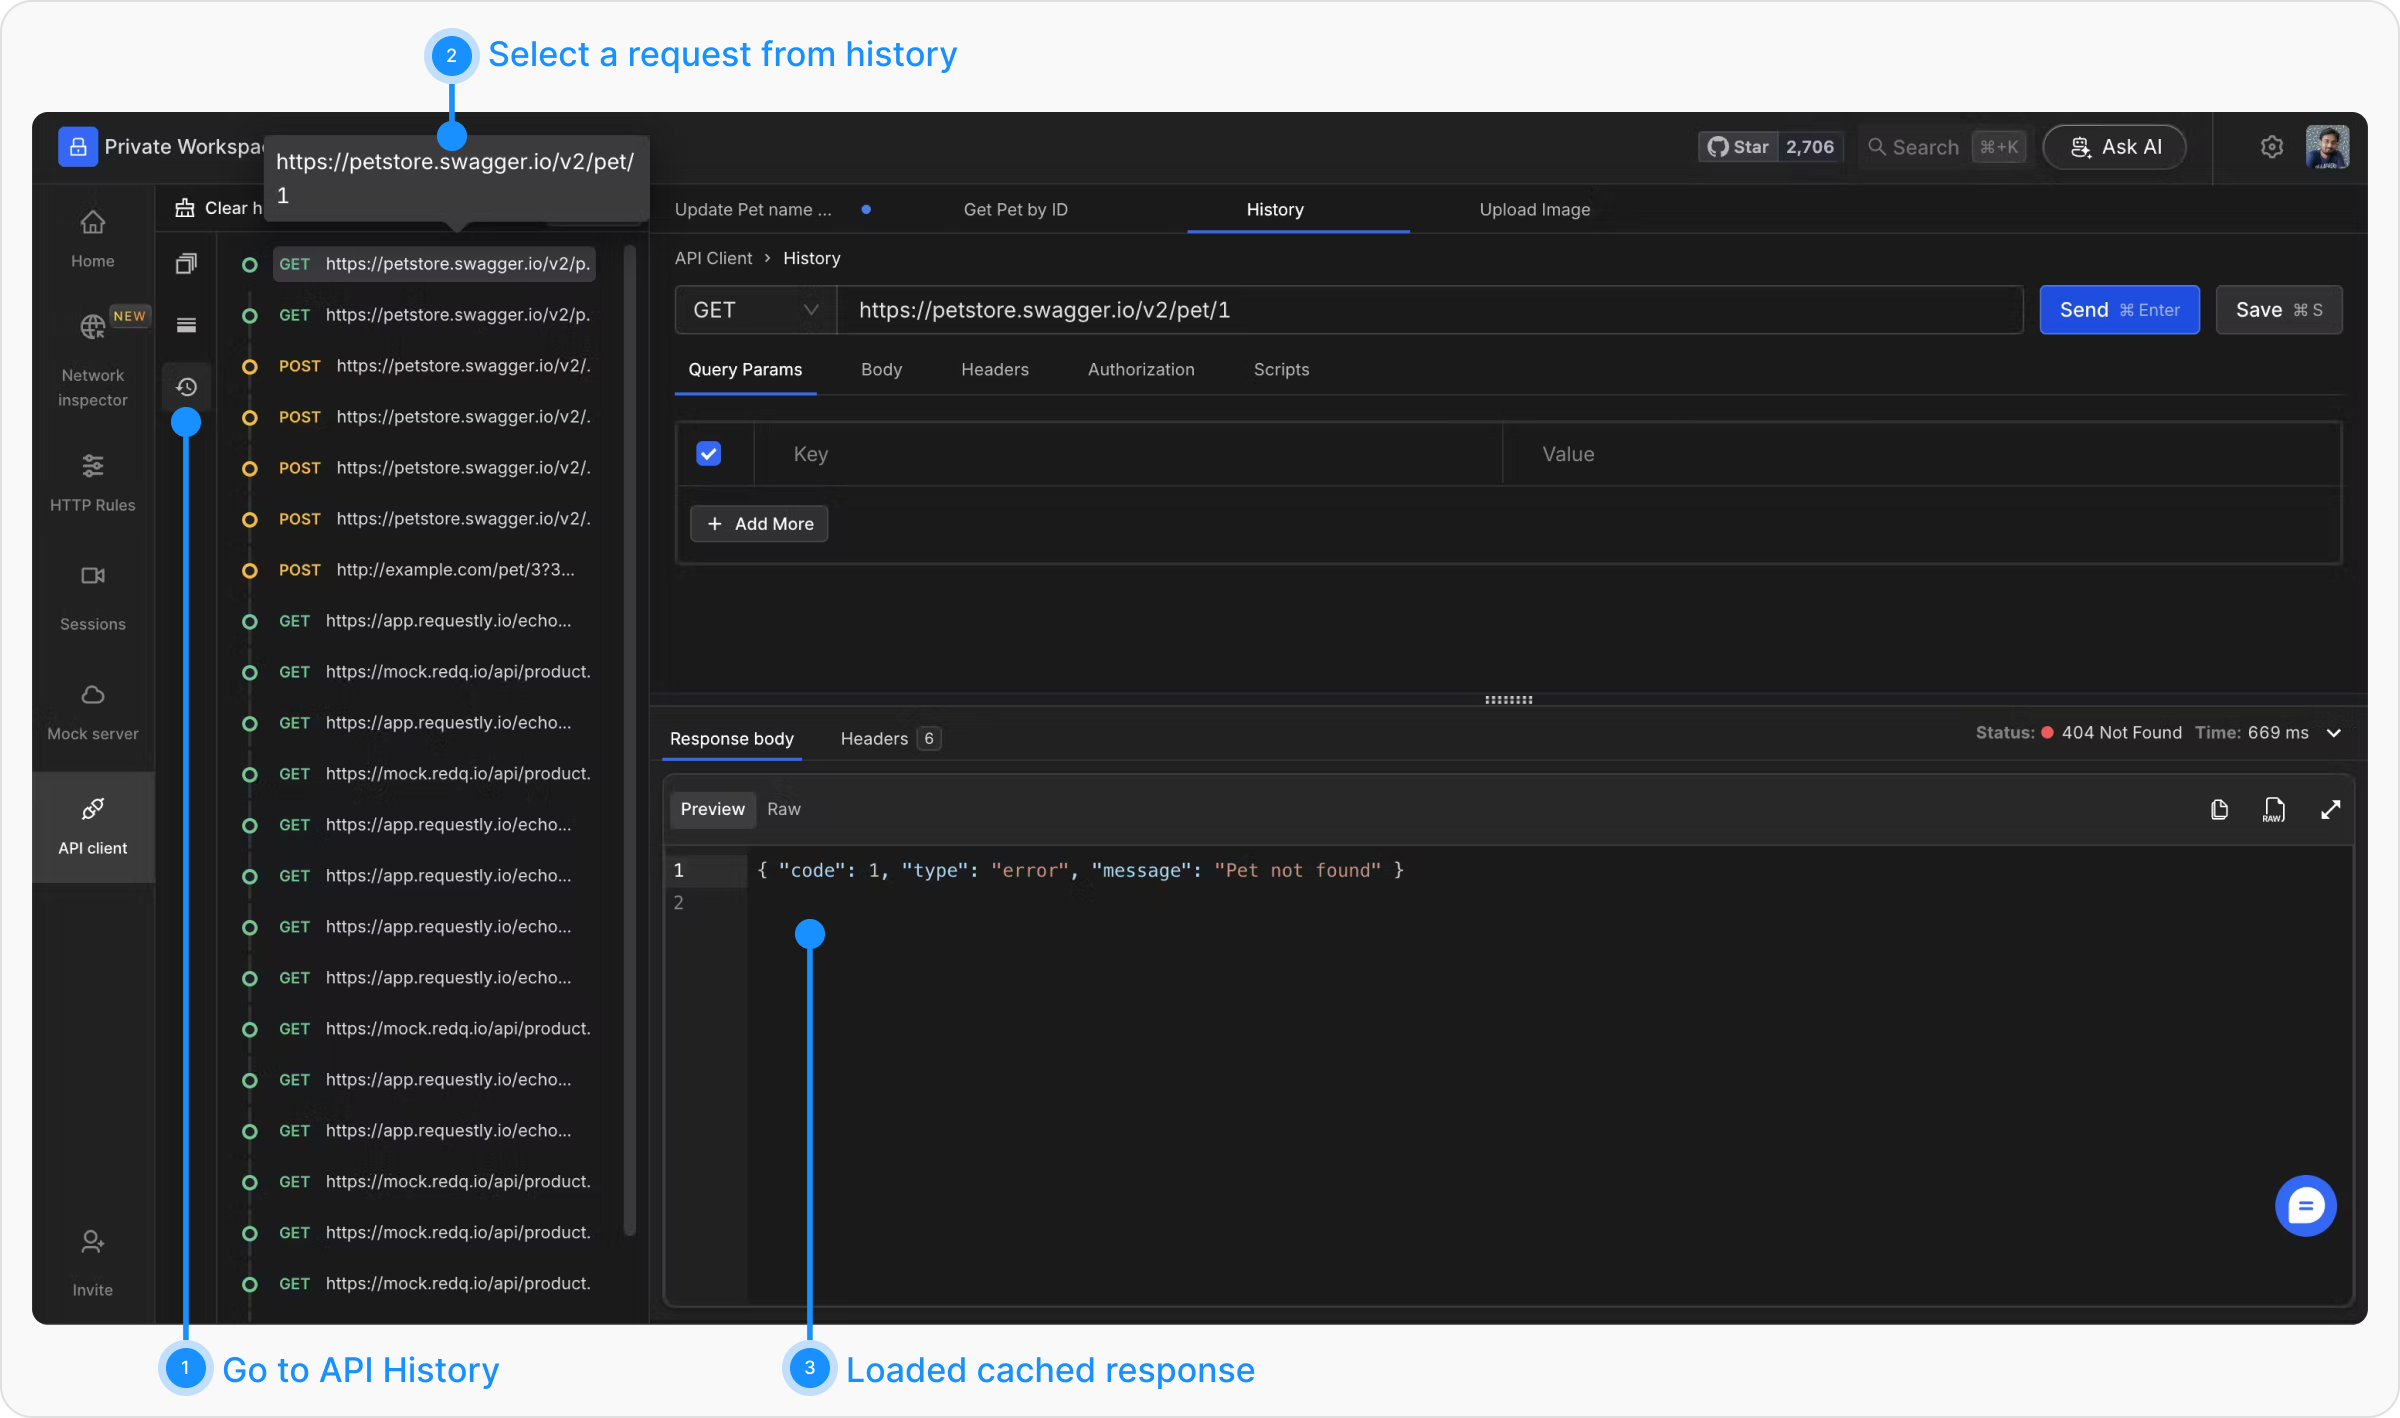 2 Select a request from history
Private Workspa
https://petstore.swagger.io/v2/pet/
1
Star 2,706
Search ⌘+K
Ask AI
Home
NEW
Network
inspector
HTTP Rules
Sessions
Mock server
API client
Invite
Clear h
GET https://petstore.swagger.io/v2/p.
GET https://petstore.swagger.io/v2/p.
POST https://petstore.swagger.io/v2/.
POST https://petstore.swagger.io/v2/.
POST https://petstore.swagger.io/v2/.
POST https://petstore.swagger.io/v2/.
POST http://example.com/pet/3?3...
GET https://app.requestly.io/echo...
GET https://mock.redq.io/api/product.
GET https://app.requestly.io/echo...
GET https://mock.redq.io/api/product.
GET https://app.requestly.io/echo...
GET https://app.requestly.io/echo...
GET https://app.requestly.io/echo...
GET https://app.requestly.io/echo...
GET https://mock.redq.io/api/product.
GET https://app.requestly.io/echo...
GET https://app.requestly.io/echo...
GET https://mock.redq.io/api/product.
GET https://mock.redq.io/api/product.
GET https://mock.redq.io/api/product.
Update Pet name ... Get Pet by ID History Upload Image
API Client > History
GET https://petstore.swagger.io/v2/pet/1 Send ⌘ Enter Save ⌘ S
Query Params Body Headers Authorization Scripts
Key Value
+ Add More
Response body Headers 6 Status: 404 Not Found Time: 669 ms
Preview Raw RAW
1 { "code": 1, "type": "error", "message": "Pet not found" }
2
1 Go to API History
3 Loaded cached response